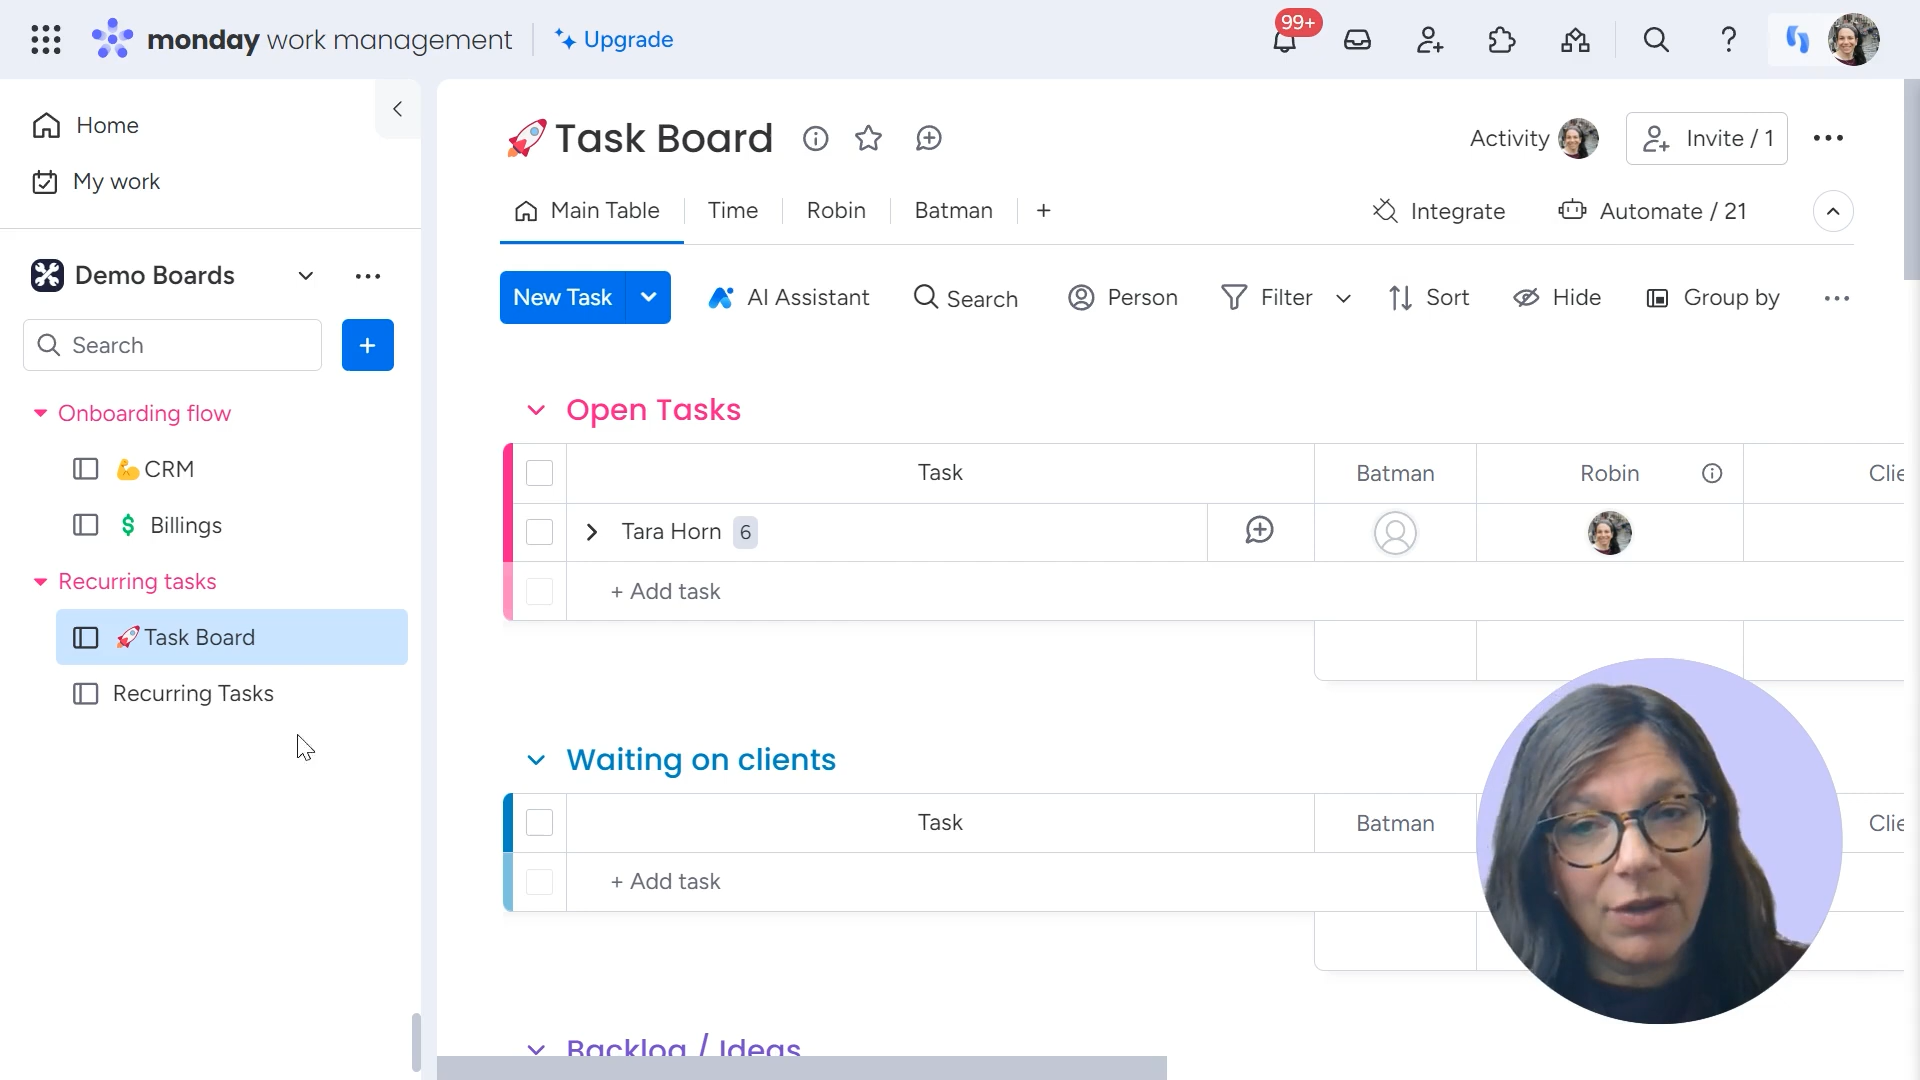 monday work management
Upgrade
99+
Home
My work
Demo Boards
Search
Onboarding flow
CRM
Billings
Recurring tasks
Task Board
Recurring Tasks
Task Board
Activity
Invite / 1
Main Table
Time
Robin
Batman
Integrate
Automate / 21
New Task
AI Assistant
Search
Person
Filter
Sort
Hide
Group by
Open Tasks
Task
Batman
Robin
Clie
Tara Horn 6
+ Add task
Waiting on clients
Task
Batman
Clie
+ Add task
Backlog / Ideas